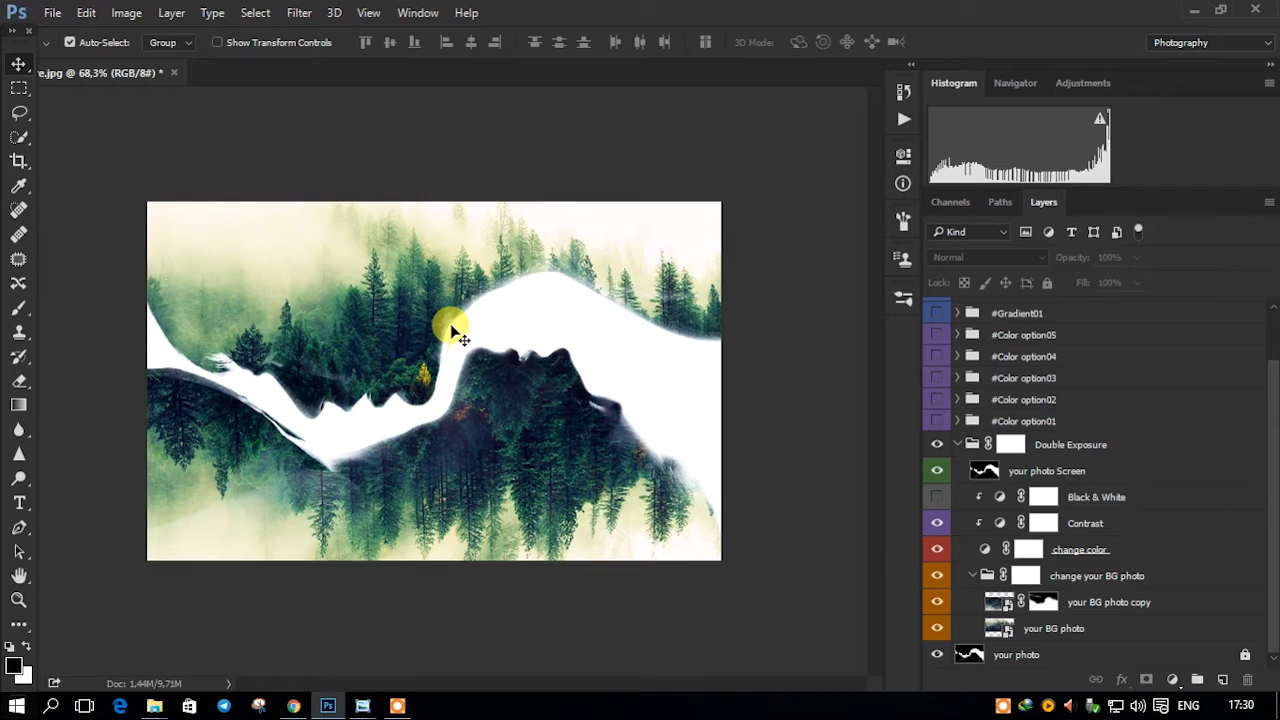 Ps File Edit Image Layer Type Select Filter 3D View Window Help
Auto-Select: Group Show Transform Controls 3D Mode: Photography
e.jpg @ 68,3% (RGB/8#) *
Histogram Navigator Adjustments
Channels Paths Layers
Kind
Normal Opacity: 100%
Lock: Fill: 100%
#Gradient01
#Color option05
#Color option04
#Color option03
#Color option02
#Color option01
Double Exposure
your photo Screen
Black & White
Contrast
change color
change your BG photo
your BG photo copy
your BG photo
your photo
Doc: 1,44M/9,71M
ENG 17:30